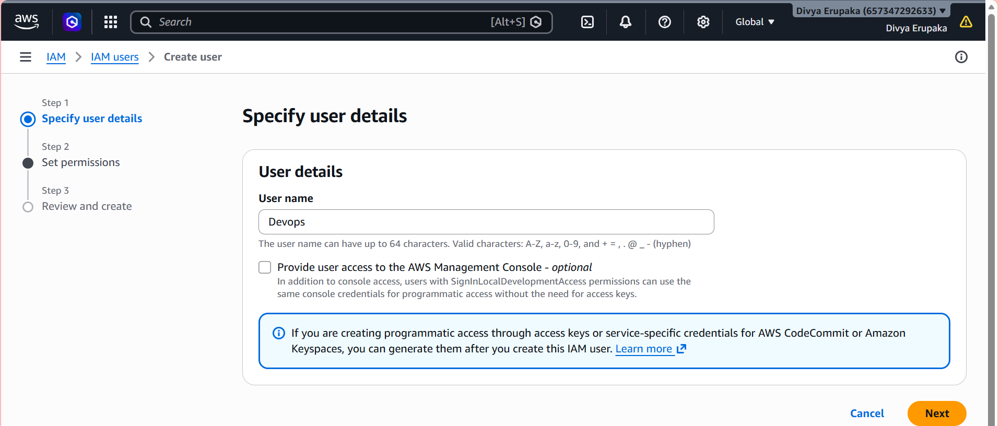 aws
Search
[Alt+S]
Global ▼
Divya Erupaka (657347292633) ▼
Divya Erupaka
IAM
IAM users
Create user
Step 1
Specify user details
Step 2
Set permissions
Step 3
Review and create
Specify user details
User details
User name
Devops
The user name can have up to 64 characters. Valid characters: A-Z, a-z, 0-9, and + = , . @ _ - (hyphen)
Provide user access to the AWS Management Console - optional
In addition to console access, users with SignInLocalDevelopmentAccess permissions can use the
same console credentials for programmatic access without the need for access keys.
If you are creating programmatic access through access keys or service-specific credentials for AWS CodeCommit or Amazon
Keyspaces, you can generate them after you create this IAM user. Learn more
Cancel
Next